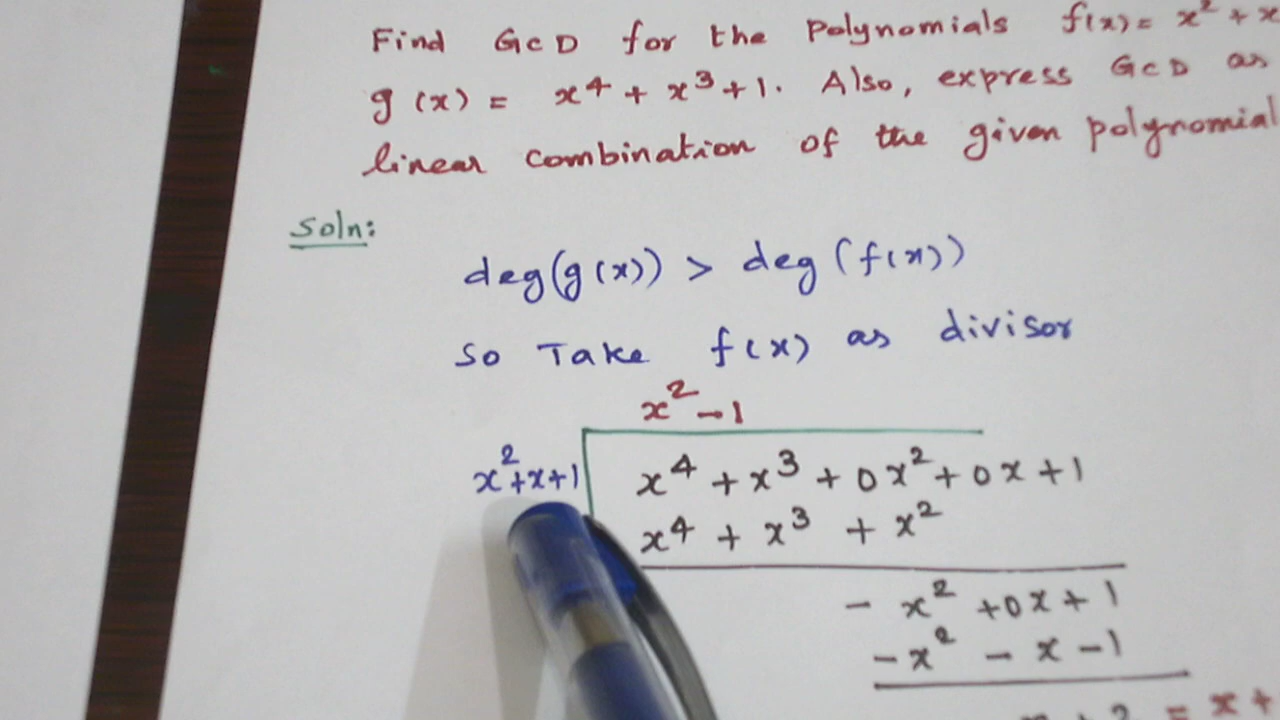 Find GCD for the Polynomials f(x) = x² + x
g(x) = x⁴ + x³ + 1. Also, express GCD as
linear combination of the given polynomial
Soln:
deg(g(x)) > deg(f(x))
So Take f(x) as divisor
x² - 1
x² + x + 1 x⁴ + x³ + 0x² + 0x + 1
x⁴ + x³ + x²
- x² + 0x + 1
- x² - x - 1
= x +